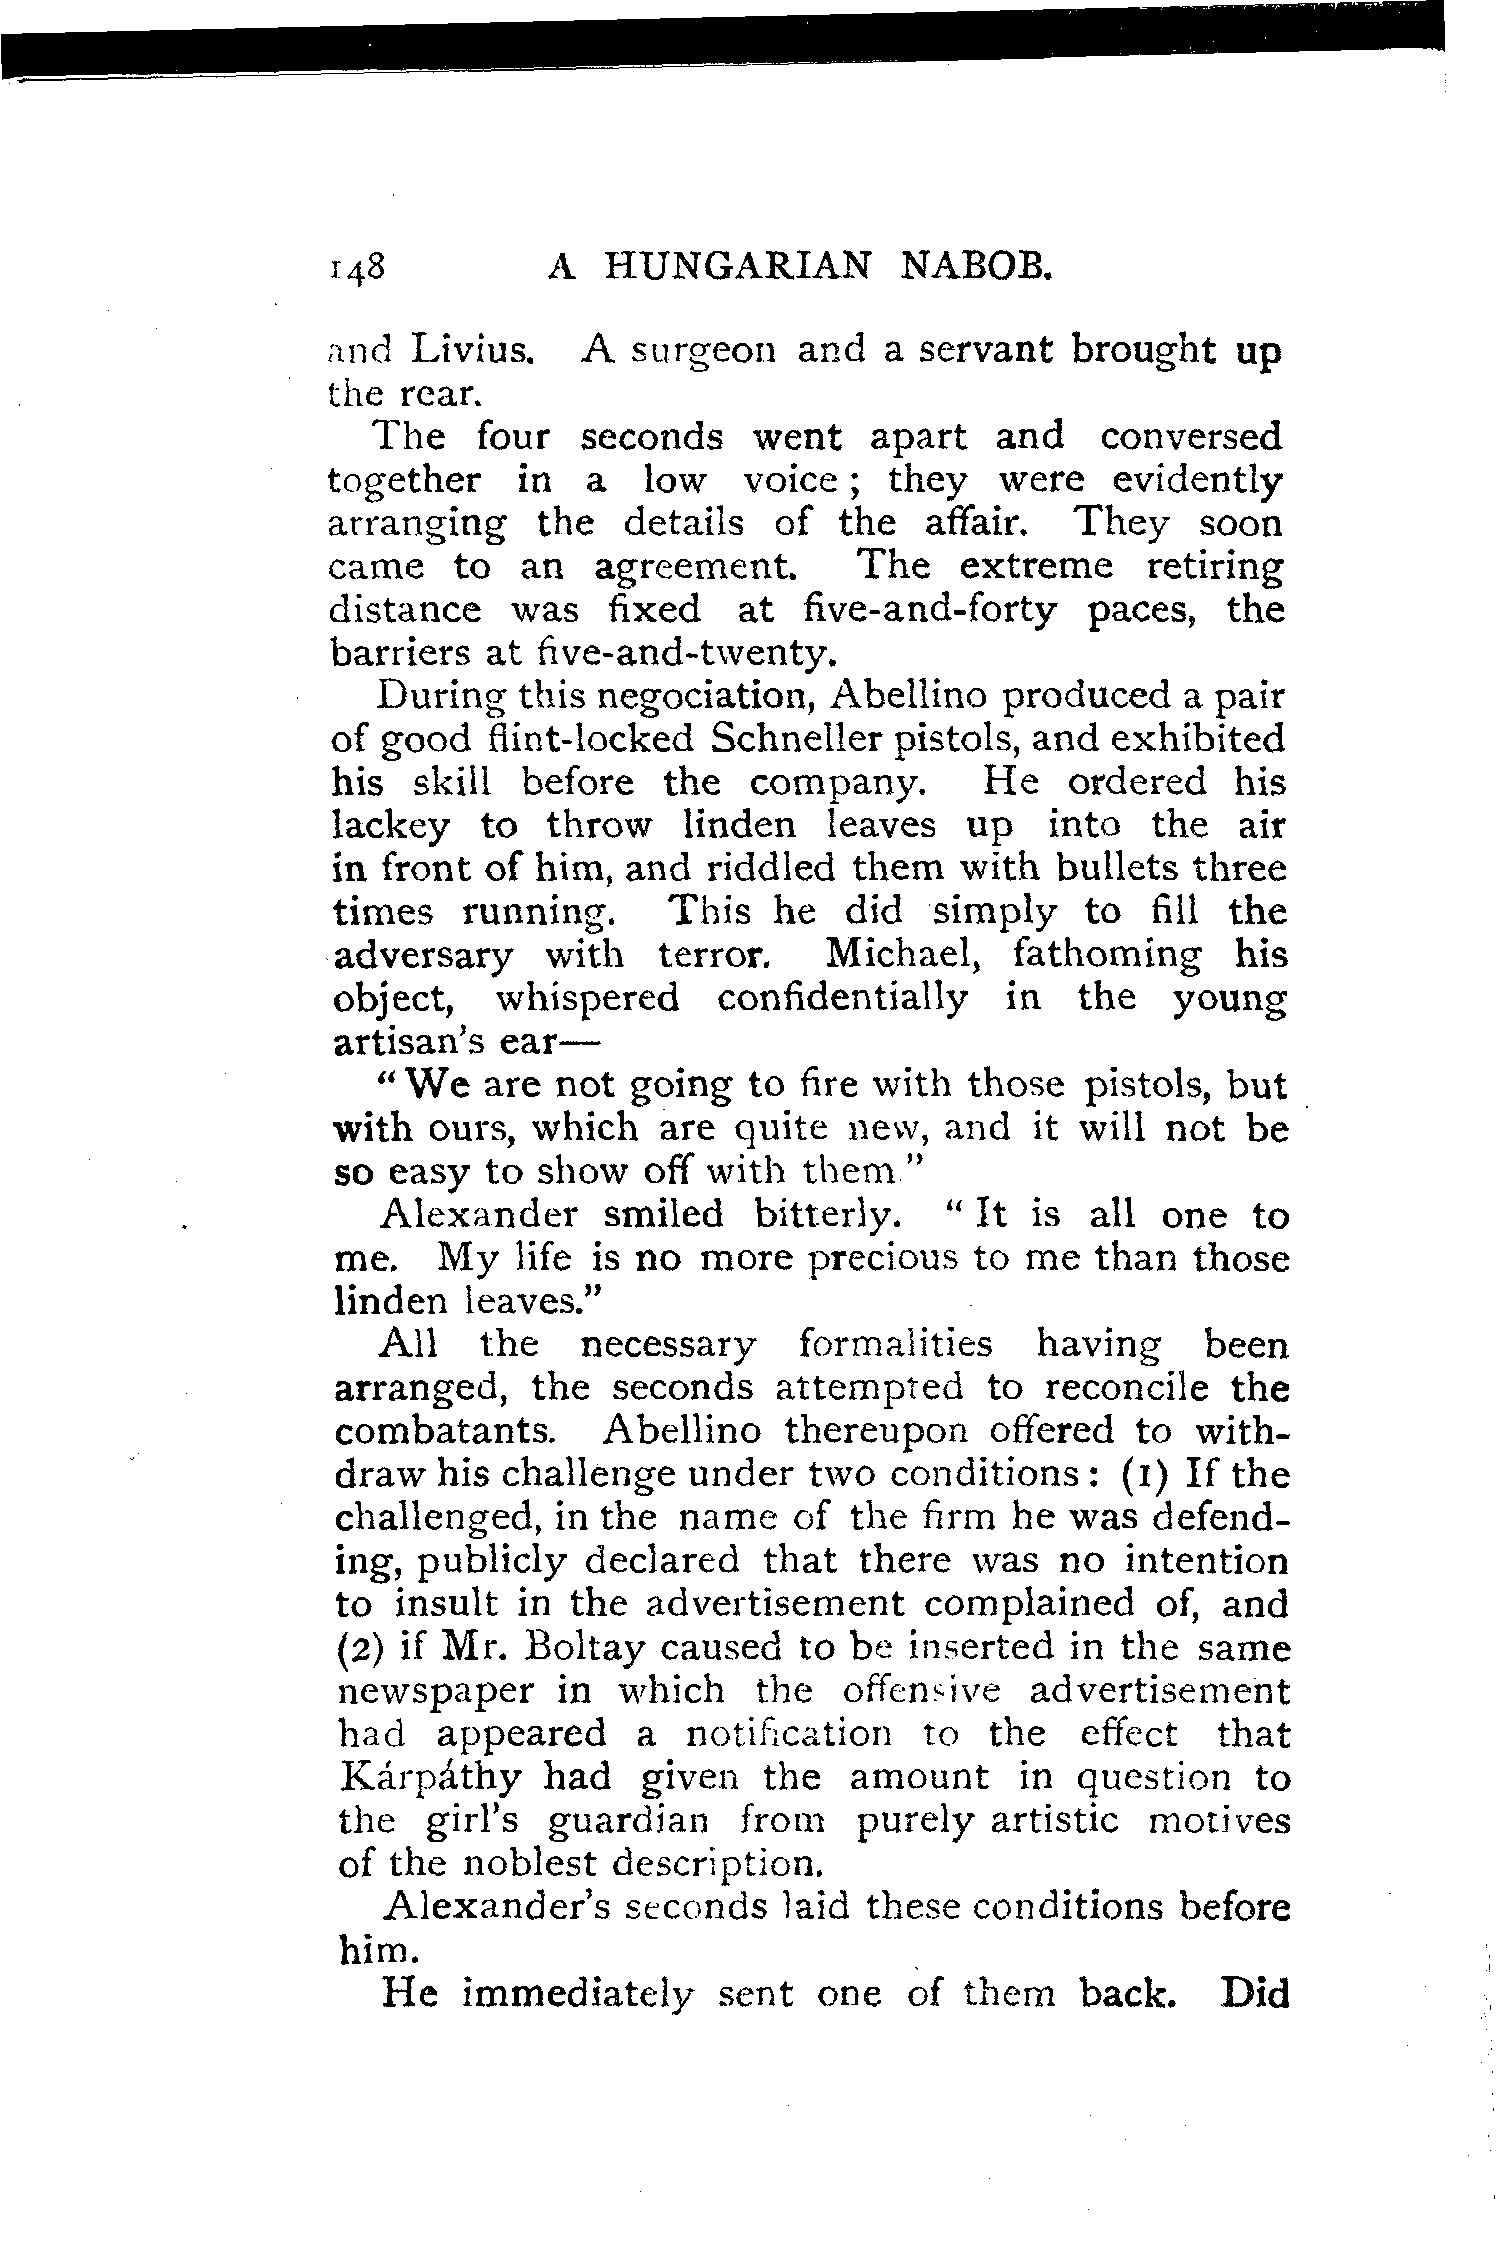 148 A HUNGARIAN NABOB.
and Livius. A surgeon and a servant brought up
the rear.
The four seconds went apart and conversed
together in a low voice ; they were evidently
arranging the details of the affair. They soon
came to an agreement. The extreme retiring
distance was fixed at five-and-forty paces, the
barriers at five-and-twenty.
During this negociation, Abellino produced a pair
of good flint-locked Schneller pistols, and exhibited
his skill before the company. He ordered his
lackey to throw linden leaves up into the air
in front of him, and riddled them with bullets three
times running. This he did simply to fill the
adversary with terror. Michael, fathoming his
object, whispered confidentially in the young
artisan's ear—
“ We are not going to fire with those pistols, but
with ours, which are quite new, and it will not be
so easy to show off with them.”
Alexander smiled bitterly. “ It is all one to
me. My life is no more precious to me than those
linden leaves.”
All the necessary formalities having been
arranged, the seconds attempted to reconcile the
combatants. Abellino thereupon offered to with-
draw his challenge under two conditions : (1) If the
challenged, in the name of the firm he was defend-
ing, publicly declared that there was no intention
to insult in the advertisement complained of, and
(2) if Mr. Boltay caused to be inserted in the same
newspaper in which the offensive advertisement
had appeared a notification to the effect that
Kárpáthy had given the amount in question to
the girl's guardian from purely artistic motives
of the noblest description.
Alexander's seconds laid these conditions before
him.
He immediately sent one of them back. Did